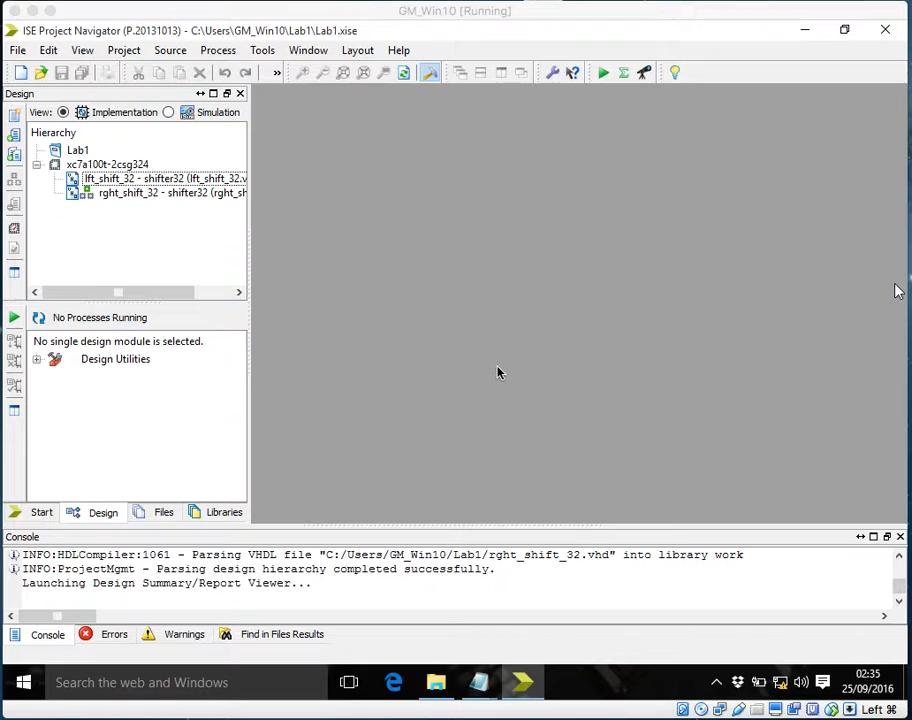 GM_Win10 [Running]
ISE Project Navigator (P.20131013) - C:\Users\GM_Win10\Lab1\Lab1.xise
File Edit View Project Source Process Tools Window Layout Help
»
Design
View: Implementation Simulation
Hierarchy
Lab1
xc7a100t-2csg324
lft_shift_32 - shifter32 (lft_shift_32.v
rght_shift_32 - shifter32 (rght_sh
No Processes Running
No single design module is selected.
Design Utilities
Start Design Files Libraries
Console
INFO:HDLCompiler:1061 - Parsing VHDL file "C:/Users/GM_Win10/Lab1/rght_shift_32.vhd" into library work
INFO:ProjectMgmt - Parsing design hierarchy completed successfully.
Launching Design Summary/Report Viewer...
Console Errors Warnings Find in Files Results
Search the web and Windows
02:35
25/09/2016
Left ⌘